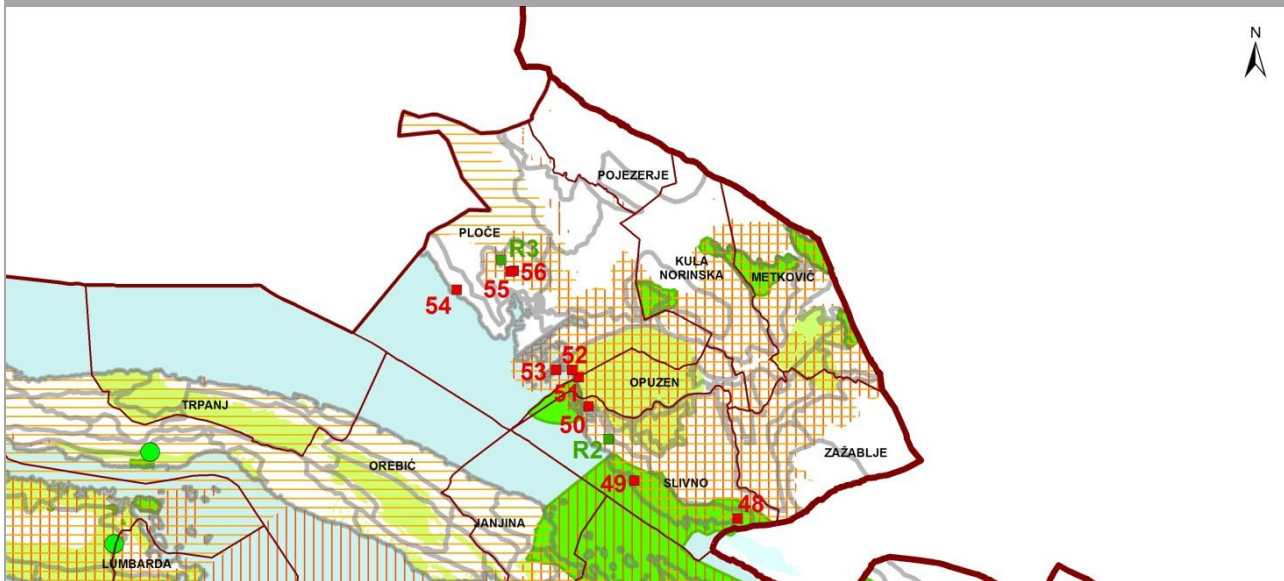 N
POJEZERJE
PLOČE
R3
KULA
NORINSKA
METKOVIĆ
56
55
54
52
53
OPUZEN
51
TRPANJ
50
R2
ZAŽABLJE
OREBIĆ
49
SLIVNO
48
JANJINA
LUMBARDA